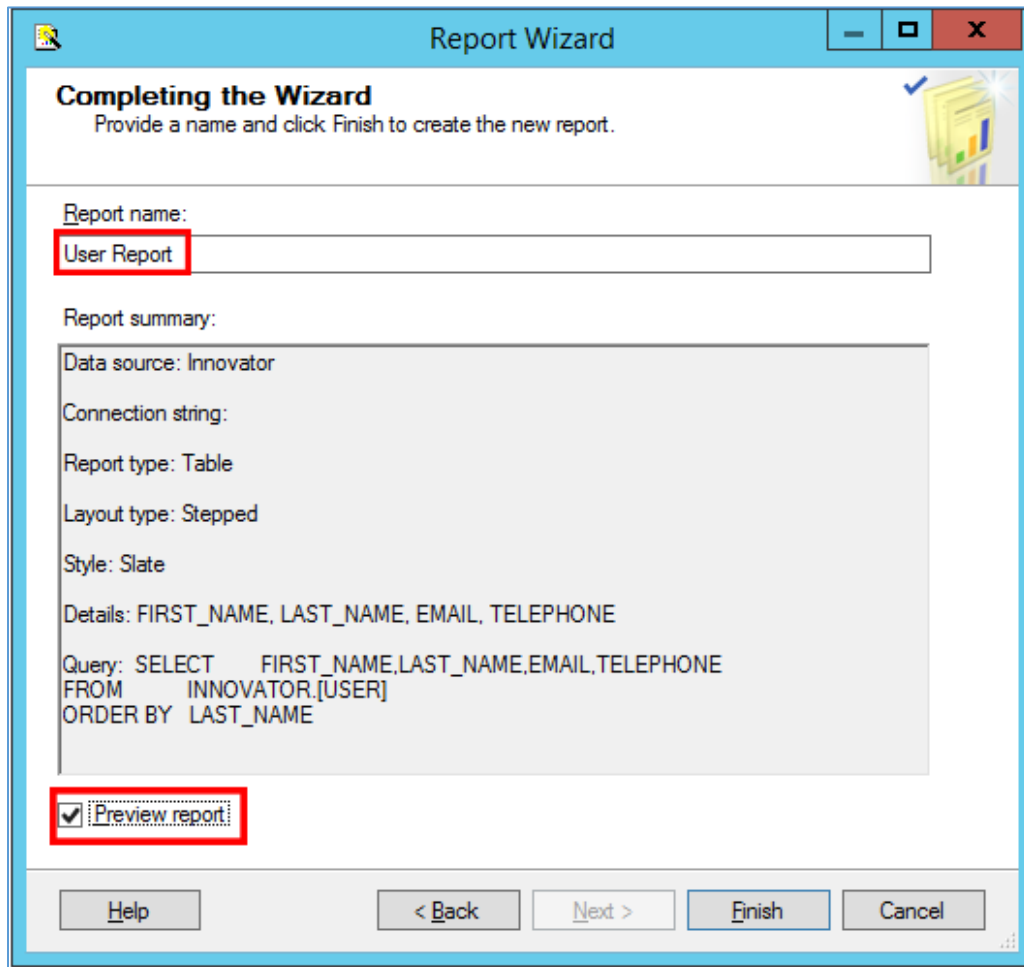 Report Wizard
Completing the Wizard
Provide a name and click Finish to create the new report.
Report name:
User Report
Report summary:
Data source: Innovator
Connection string:
Report type: Table
Layout type: Stepped
Style: Slate
Details: FIRST_NAME, LAST_NAME, EMAIL, TELEPHONE
Query: SELECT FIRST_NAME,LAST_NAME,EMAIL,TELEPHONE
FROM INNOVATOR.[USER]
ORDER BY LAST_NAME
Preview report
Help < Back Next > Finish Cancel